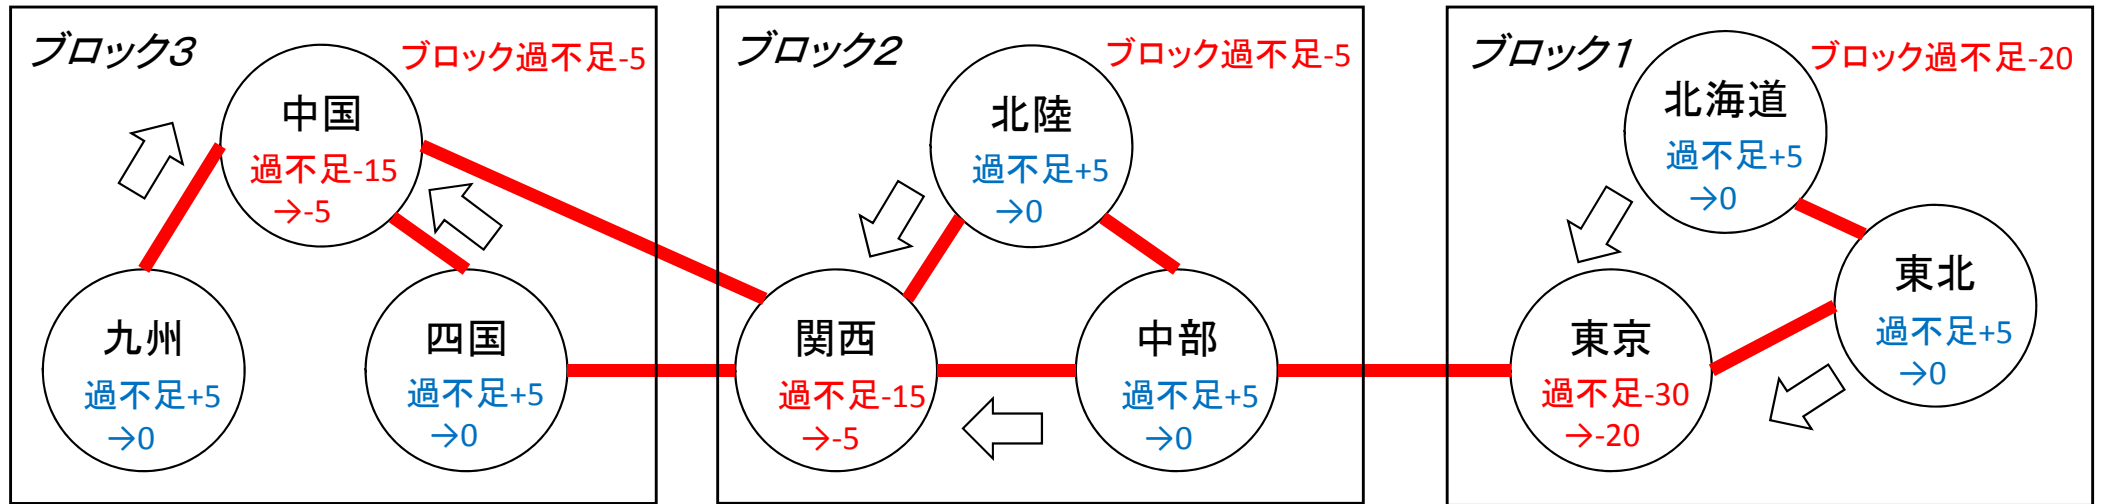 ブロック3
ブロック過不足-5
中国
過不足-15
→-5
九州
過不足+5
→0
四国
過不足+5
→0
ブロック2
ブロック過不足-5
北陸
過不足+5
→0
関西
過不足-15
→-5
中部
過不足+5
→0
ブロック1
ブロック過不足-20
北海道
過不足+5
→0
東北
過不足+5
→0
東京
過不足-30
→-20